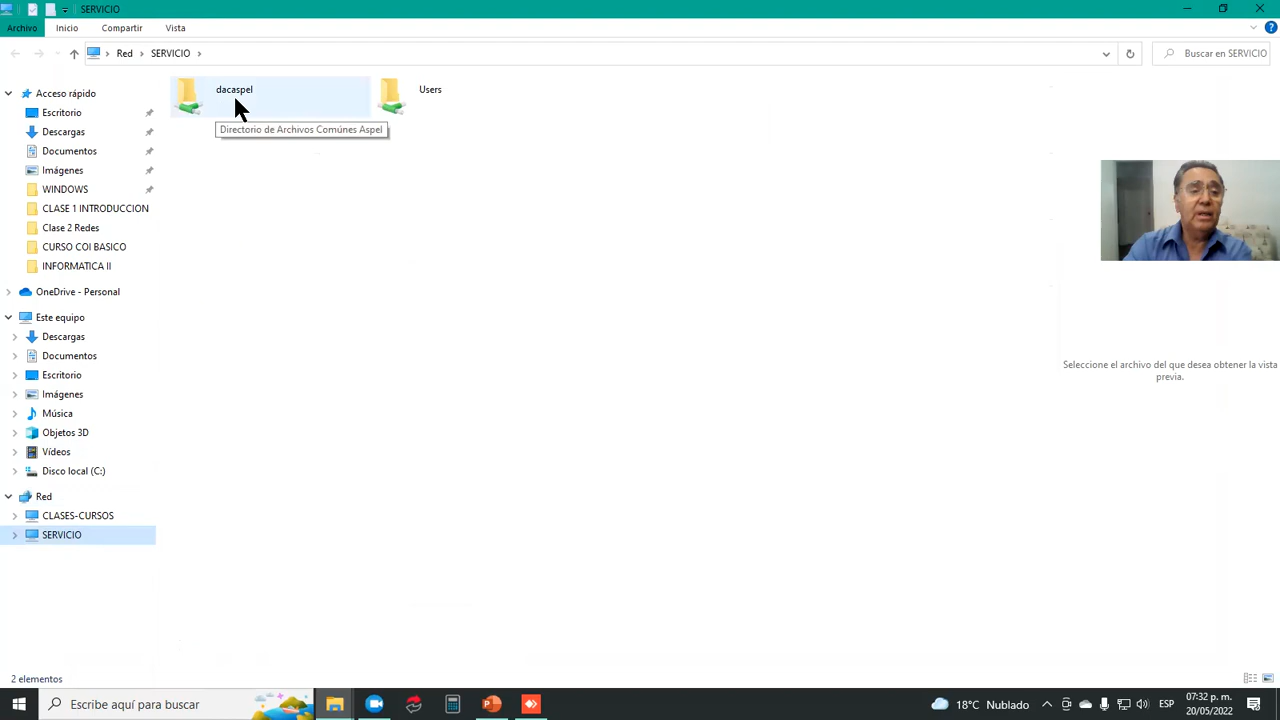 SERVICIO
Archivo
Inicio
Compartir
Vista
Red
SERVICIO
Buscar en SERVICIO
Acceso rápido
Escritorio
Descargas
Documentos
Imágenes
WINDOWS
CLASE 1 INTRODUCCION
Clase 2 Redes
CURSO COI BASICO
INFORMATICA II
OneDrive - Personal
Este equipo
Descargas
Documentos
Escritorio
Imágenes
Música
Objetos 3D
Vídeos
Disco local (C:)
Red
CLASES-CURSOS
SERVICIO
dacaspel
Users
Directorio de Archivos Comúnes Aspel
Seleccione el archivo del que desea obtener la vista
previa.
2 elementos
Escribe aquí para buscar
18°C Nublado
ESP
07:32 p. m.
20/05/2022